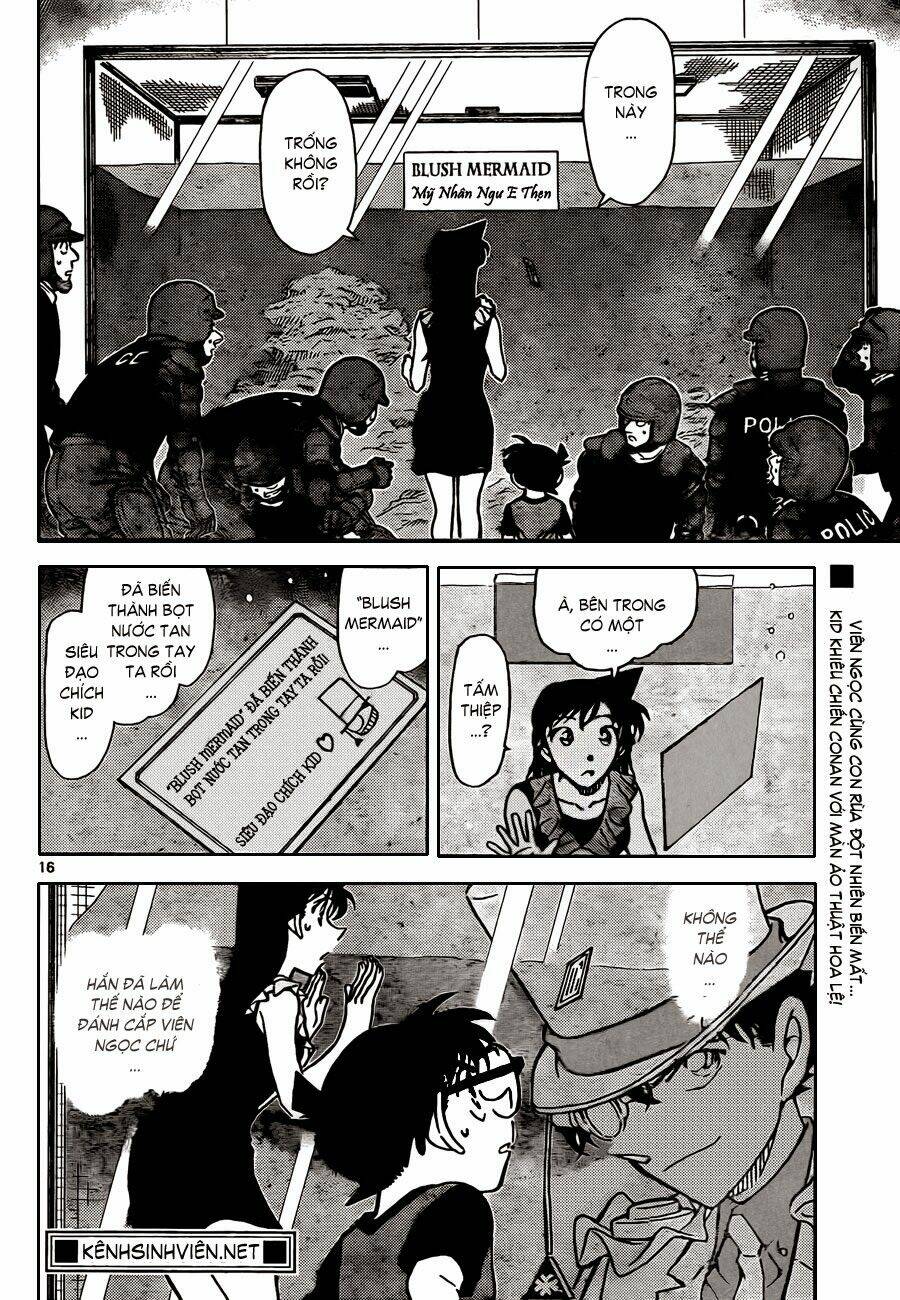 TRONG
NÀY
...
TRỐNG
KHÔNG
RỒI?
BLUSH MERMAID
Mỹ Nhân Ngư E Thẹn
CC
POLI
POLIC
À, BÊN TRONG
CÓ MỘT
...
TẤM
THIỆP
...?
"BLUSH
MERMAID"
...
ĐÃ BIẾN
THÀNH BỌT
NƯỚC TAN
TRONG TAY
TA RỒI
...
SIÊU
ĐẠO
CHÍCH
KID
...
"BLUSH MERMAID" ĐÃ BIẾN THÀNH
BỌT NƯỚC TAN TRONG TAY TA RỒI!
SIÊU ĐẠO CHÍCH KID
VIÊN NGỌC CÙNG CON RÙA ĐỘT NHIÊN BIẾN MẤT...
KID KHIÊU CHIẾN CONAN VỚI MÀN ẢO THUẬT HOA LỆ!
16
KHÔNG
THỂ
NÀO
...
HẮN ĐÃ LÀM
THẾ NÀO ĐỂ
ĐÁNH CẮP VIÊN
NGỌC CHỨ
...
KÊNHSINHVIÊN.NET